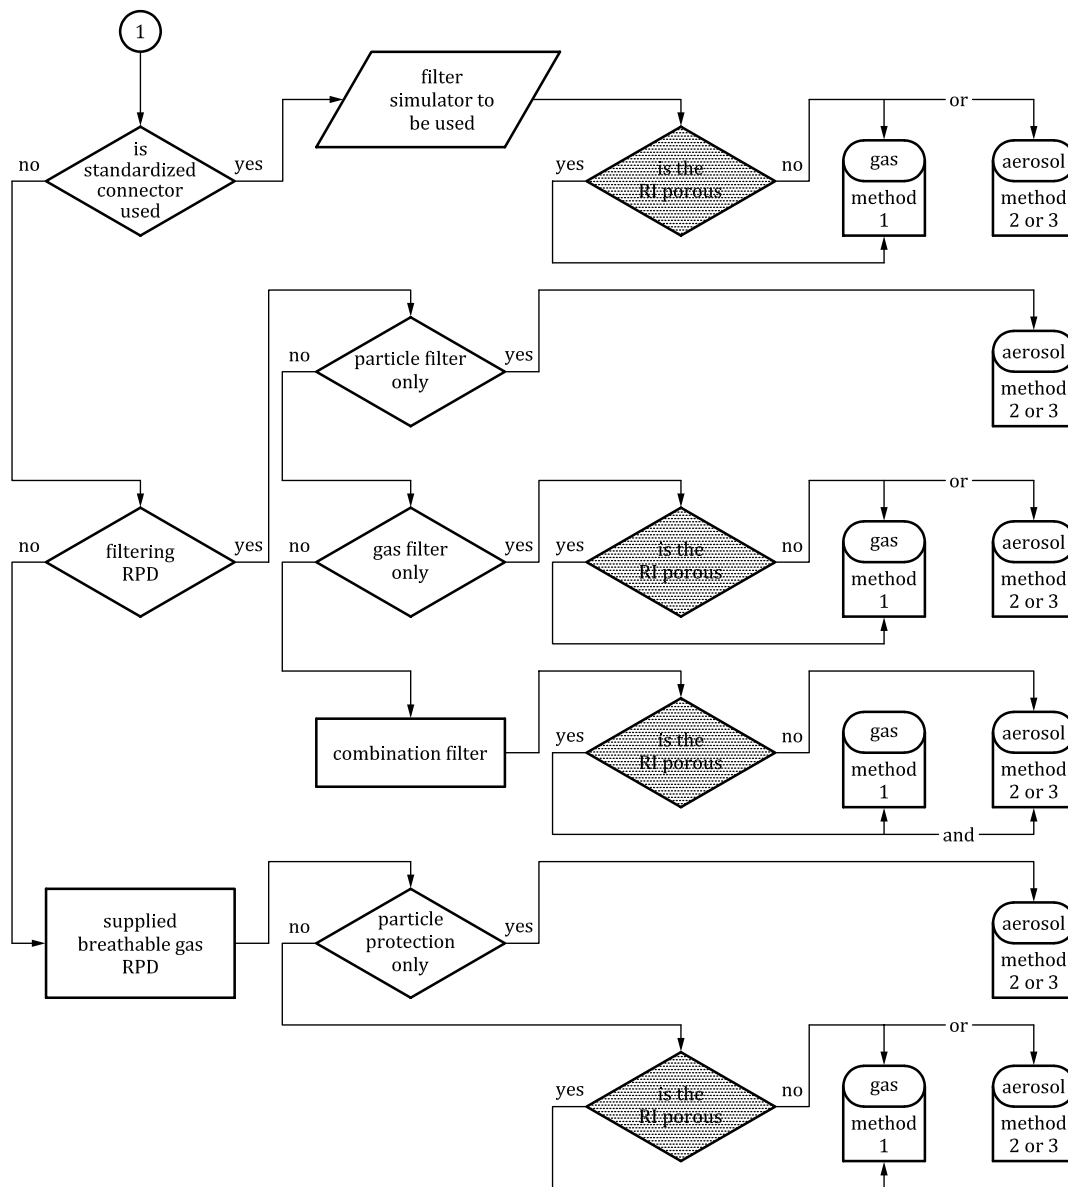 1
filter
simulator to
be used
or
no
is
standardized
connector
used
yes
yes
is the
RI porous
no
gas
method
1
aerosol
method
2 or 3
no
particle filter
only
yes
aerosol
method
2 or 3
or
no
filtering
RPD
yes
no
gas filter
only
yes
yes
is the
RI porous
no
gas
method
1
aerosol
method
2 or 3
combination filter
yes
is the
RI porous
no
gas
method
1
aerosol
method
2 or 3
and
supplied
breathable gas
RPD
no
particle
protection
only
yes
aerosol
method
2 or 3
or
yes
is the
RI porous
no
gas
method
1
aerosol
method
2 or 3